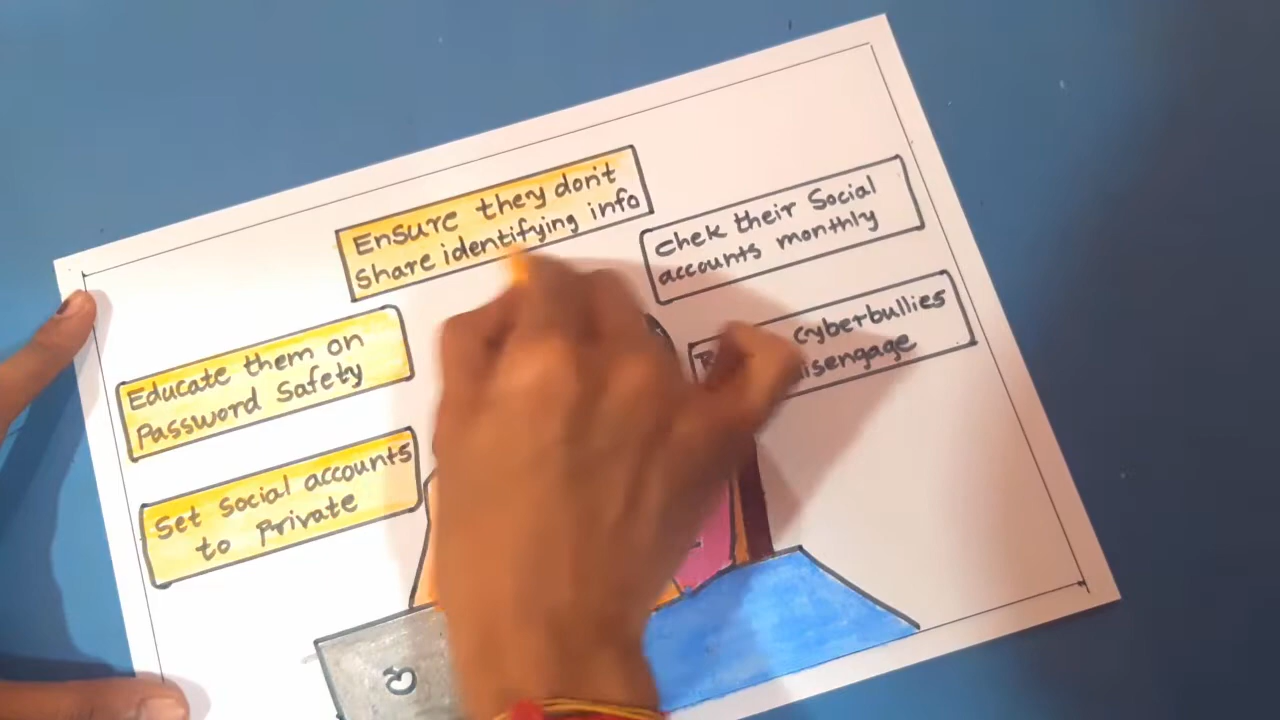 Ensure they don't
Share identifying info
Chek their Social
accounts monthly
Educate them on
Password Safety
Cyberbullies
Set Social accounts
to Private